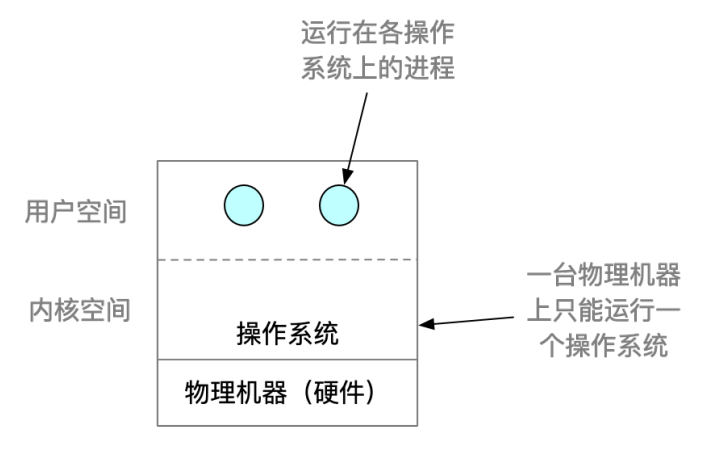 运行在各操作
系统上的进程
用户空间
内核空间
一台物理机器
上只能运行一
个操作系统
操作系统
物理机器（硬件）